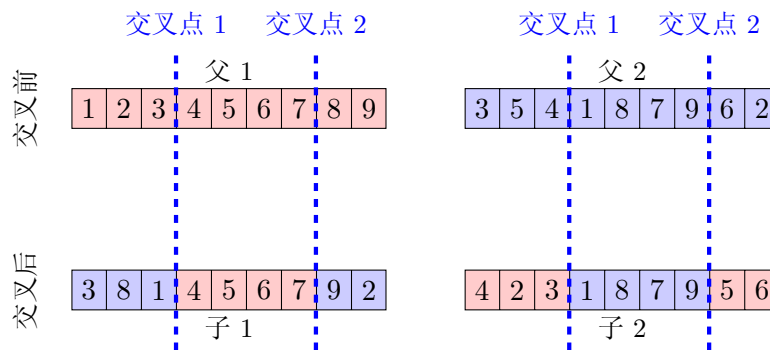 交叉点 1 交叉点 2 交叉点 1 交叉点 2
父 1 父 2
交叉前
1 2 3 4 5 6 7 8 9 3 5 4 1 8 7 9 6 2
交叉后
3 8 1 4 5 6 7 9 2 4 2 3 1 8 7 9 5 6
子 1 子 2